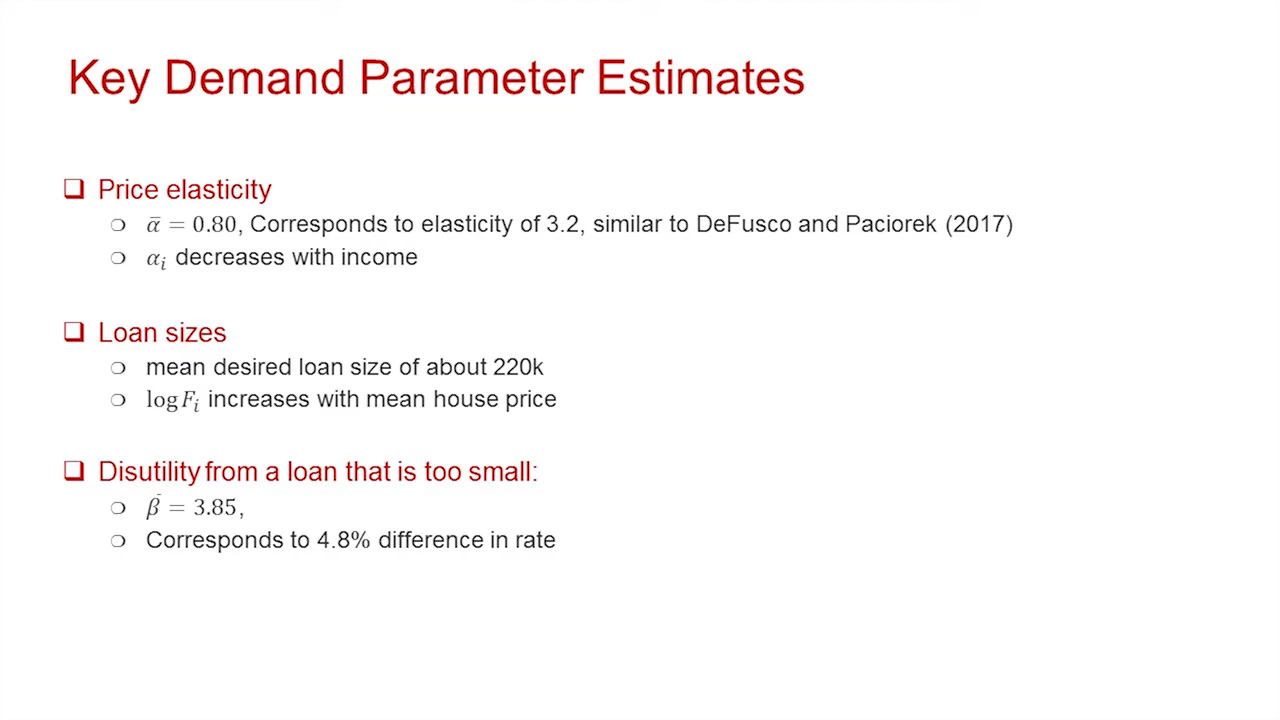 Key Demand Parameter Estimates
❑ Price elasticity
❍ ᾱ = 0.80, Corresponds to elasticity of 3.2, similar to DeFusco and Paciorek (2017)
❍ αᵢ decreases with income
❑ Loan sizes
❍ mean desired loan size of about 220k
❍ log Fᵢ increases with mean house price
❑ Disutility from a loan that is too small:
❍ β̄ = 3.85,
❍ Corresponds to 4.8% difference in rate